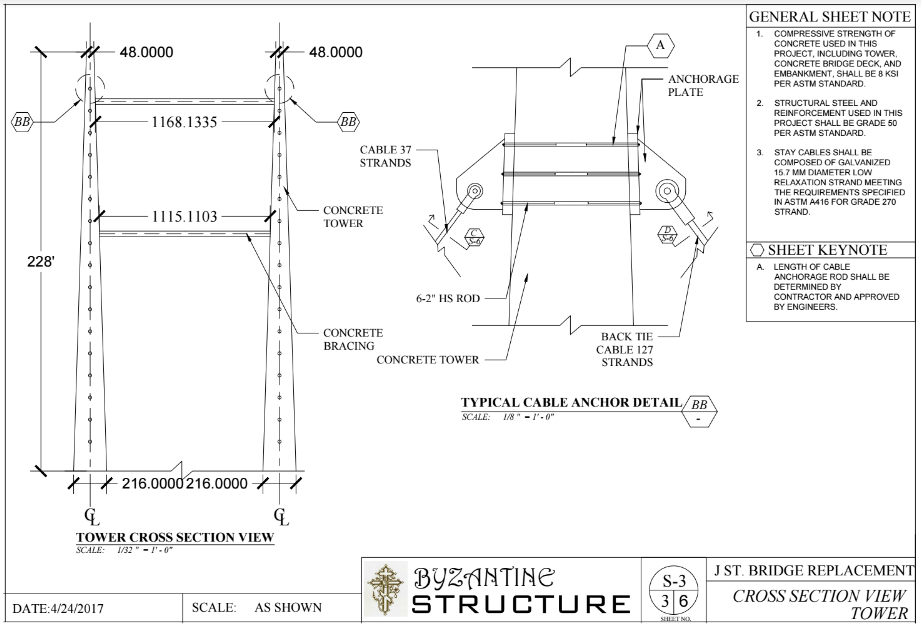 48.0000
48.0000
BB
BB
1168.1335
1115.1103
CONCRETE
TOWER
228'
CONCRETE
BRACING
216.0000
216.0000
CL
CL
TOWER CROSS SECTION VIEW
SCALE: 1/32 " = 1' - 0"
A
ANCHORAGE
PLATE
CABLE 37
STRANDS
C
S-6
D
S-6
6-2" HS ROD
CONCRETE TOWER
BACK TIE
CABLE 127
STRANDS
TYPICAL CABLE ANCHOR DETAIL
BB
-
SCALE: 1/8 " = 1' - 0"
GENERAL SHEET NOTE
1. COMPRESSIVE STRENGTH OF
CONCRETE USED IN THIS
PROJECT, INCLUDING TOWER,
CONCRETE BRIDGE DECK, AND
EMBANKMENT, SHALL BE 8 KSI
PER ASTM STANDARD.
2. STRUCTURAL STEEL AND
REINFORCEMENT USED IN THIS
PROJECT SHALL BE GRADE 50
PER ASTM STANDARD.
3. STAY CABLES SHALL BE
COMPOSED OF GALVANIZED
15.7 MM DIAMETER LOW
RELAXATION STRAND MEETING
THE REQUIREMENTS SPECIFIED
IN ASTM A416 FOR GRADE 270
STRAND.
SHEET KEYNOTE
A. LENGTH OF CABLE
ANCHORAGE ROD SHALL BE
DETERMINED BY
CONTRACTOR AND APPROVED
BY ENGINEERS.
DATE:4/24/2017
SCALE: AS SHOWN
BYZANTINE
STRUCTURE
S-3
3 6
SHEET NO.
J ST. BRIDGE REPLACEMENT
CROSS SECTION VIEW
TOWER